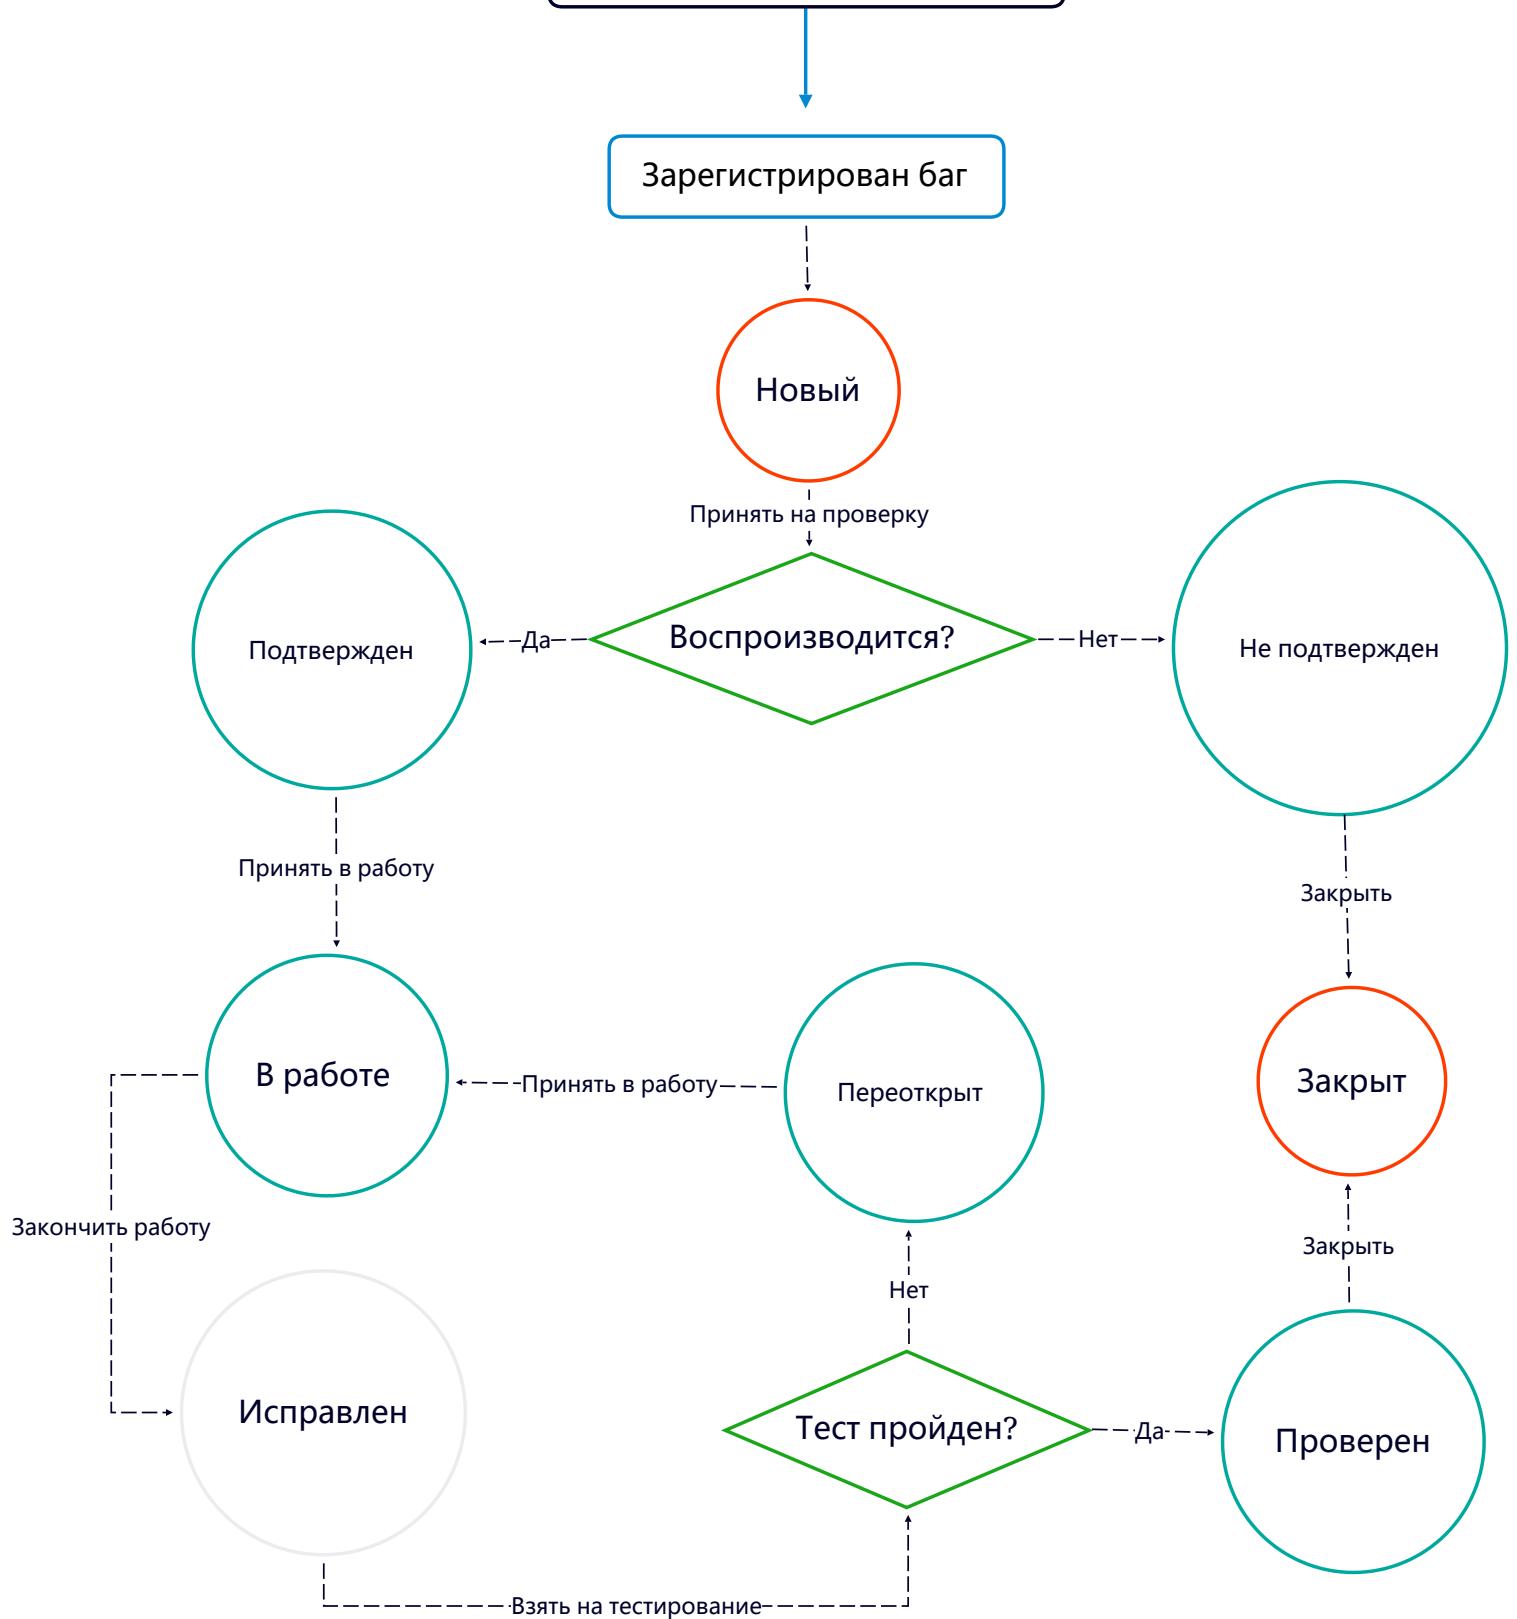 Зарегистрирован баг
Новый
Принять на проверку
Подтвержден
Да
Воспроизводится?
Нет
Не подтвержден
Принять в работу
Закрыть
В работе
Принять в работу
Переоткрыт
Закрыт
Закончить работу
Закрыть
Нет
Исправлен
Тест пройден?
Да
Проверен
Взять на тестирование